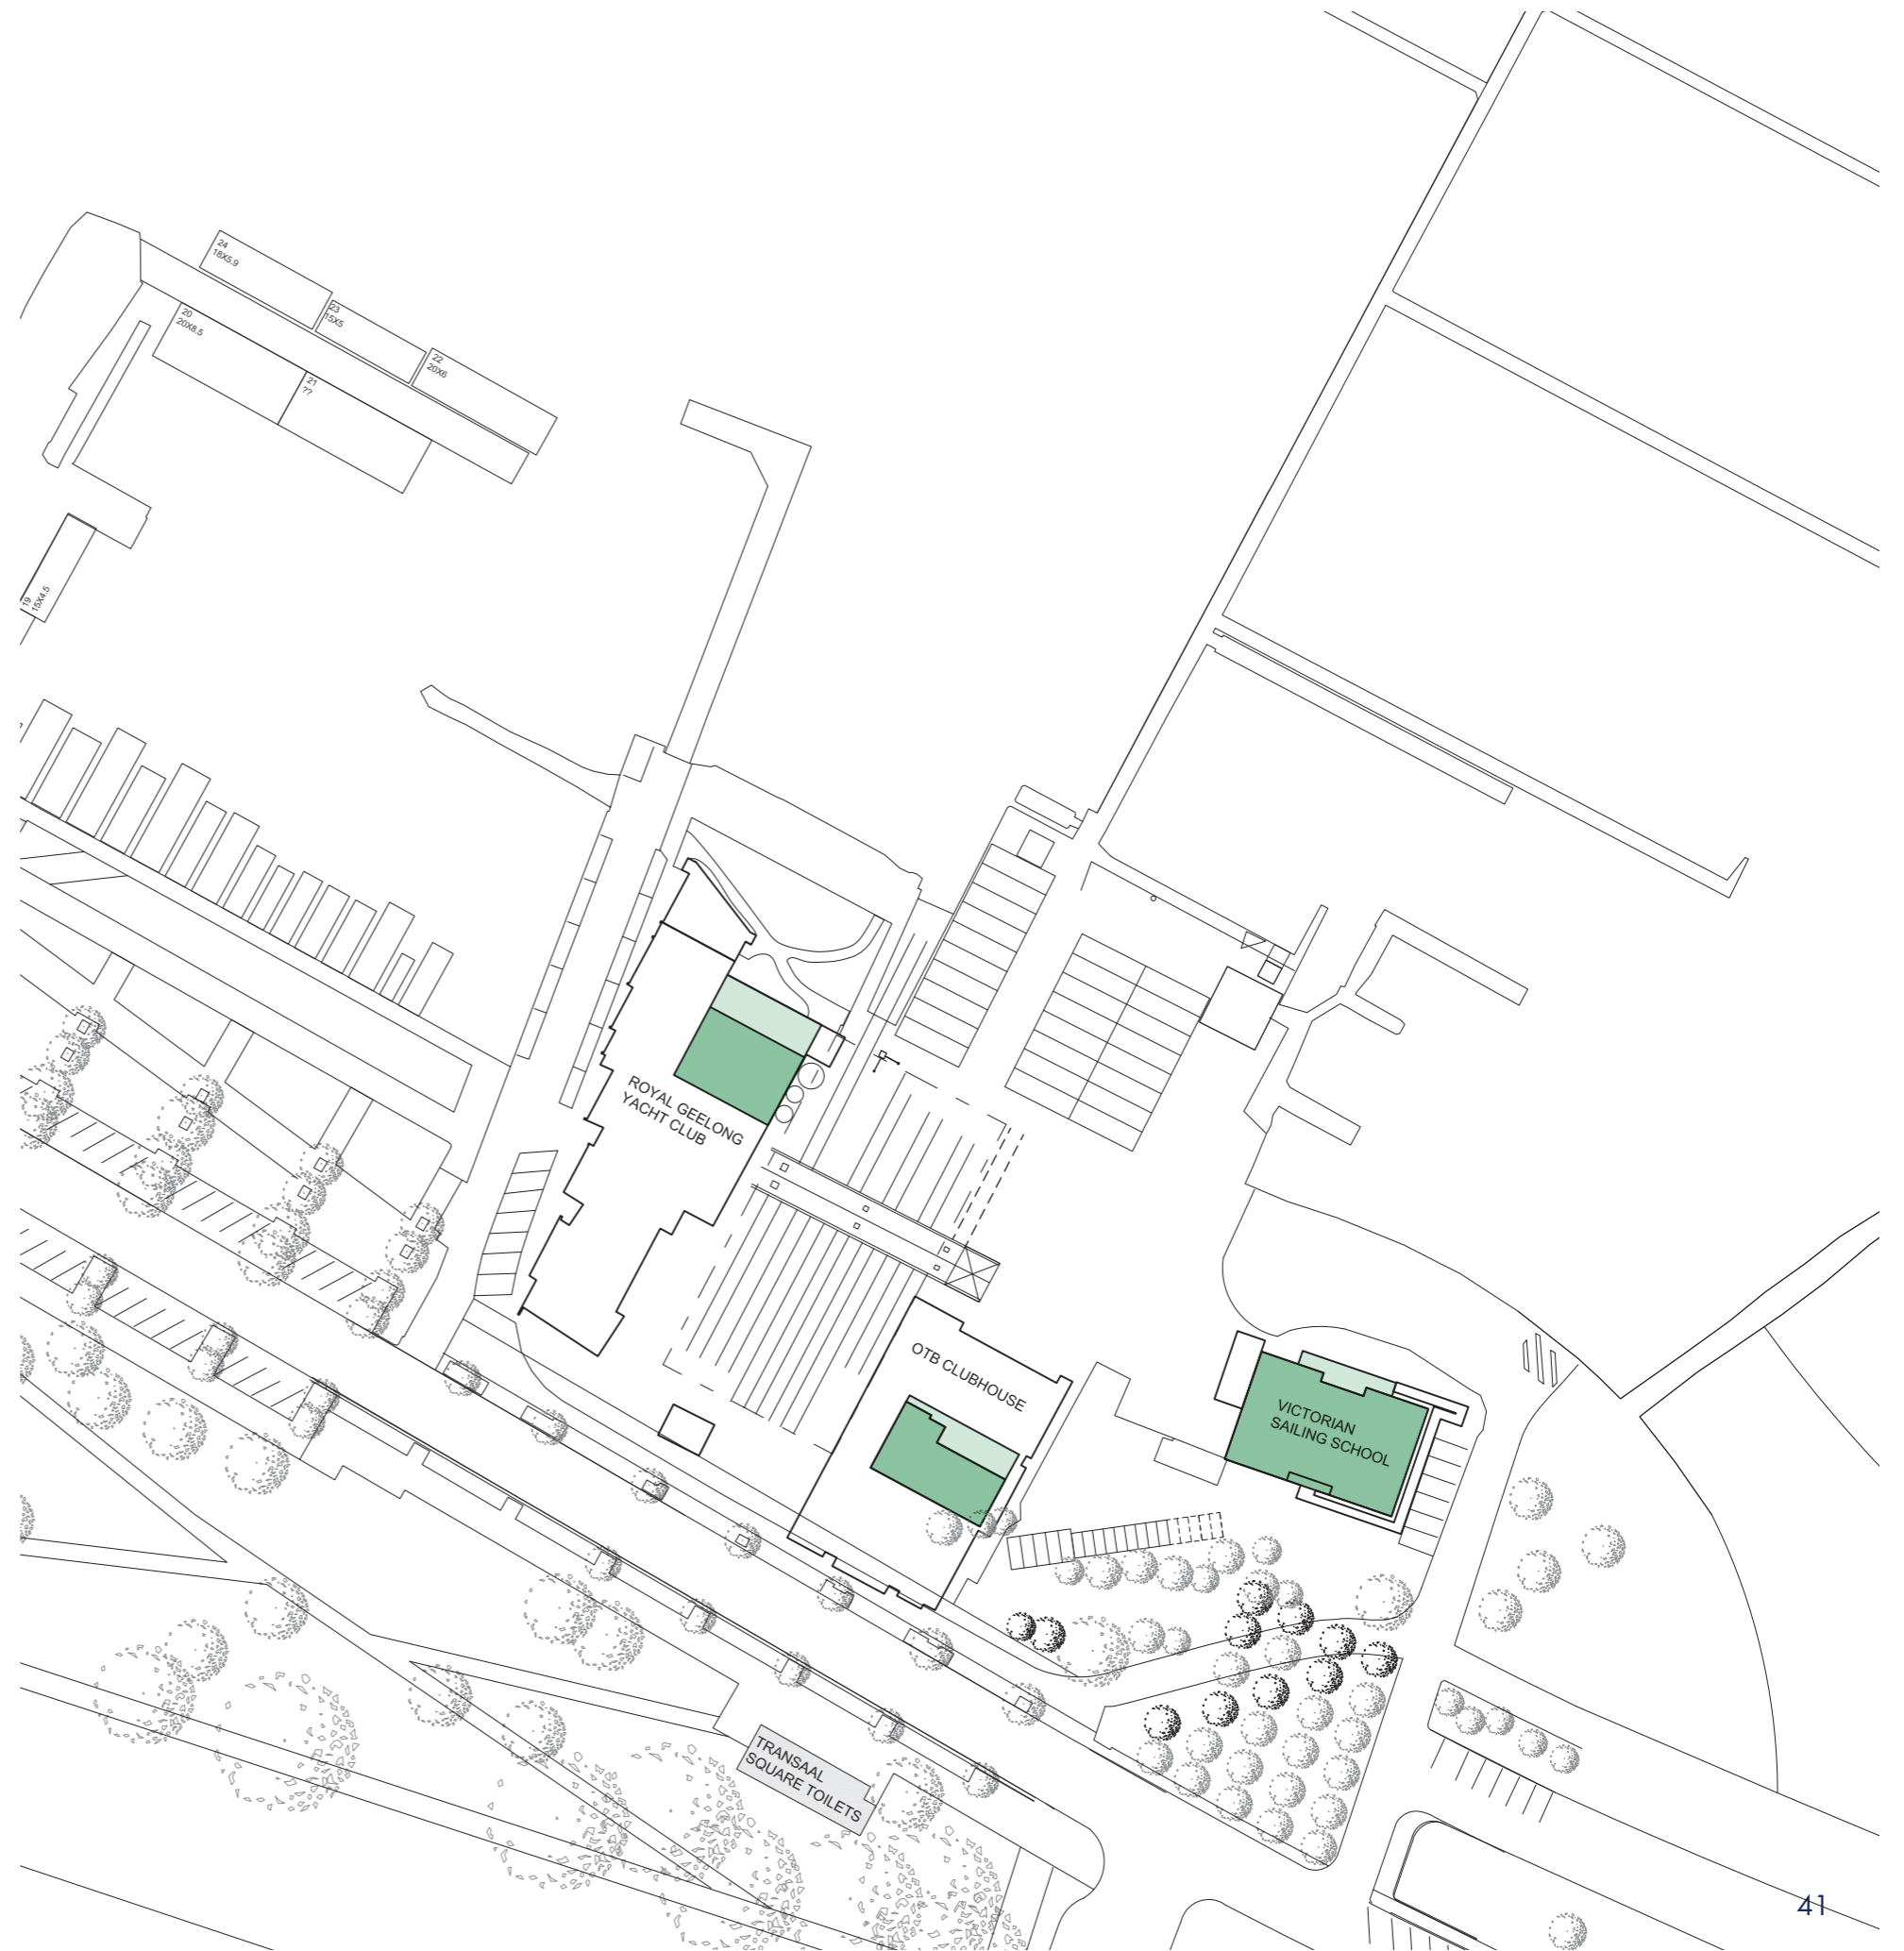 24
18X5.9
23
15X5
22
20X6
20
20X8.5
21
??
19
15X4.5
ROYAL GEELONG
YACHT CLUB
OTB CLUBHOUSE
VICTORIAN
SAILING SCHOOL
TRANSAAL
SQUARE TOILETS
41